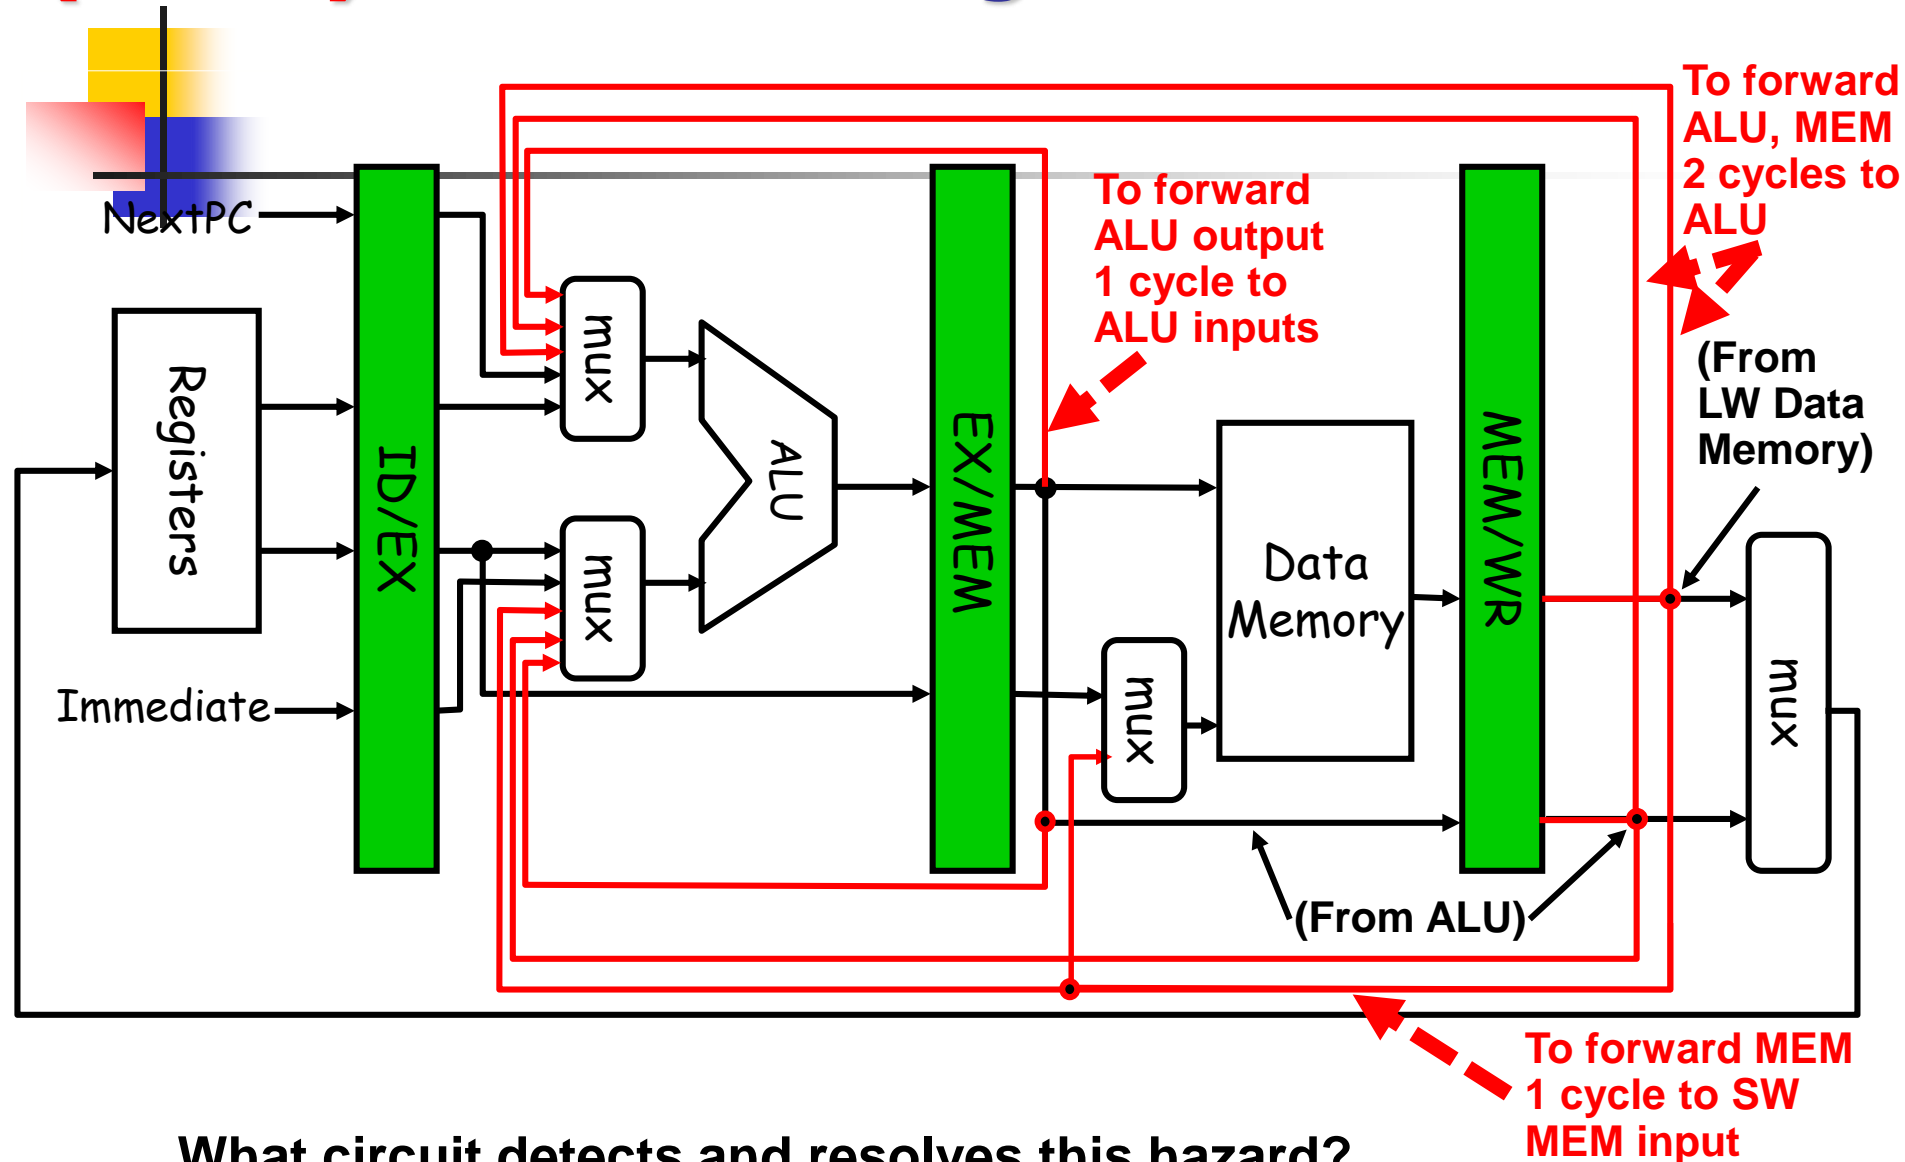 To forward
ALU, MEM
2 cycles to
ALU
To forward
ALU output
1 cycle to
ALU inputs
NextPC
Registers
Immediate
ID/EX
mux
mux
ALU
EX/MEM
Data
Memory
mux
MEM/WR
(From
LW Data
Memory)
mux
(From ALU)
To forward MEM
1 cycle to SW
MEM input
What circuit detects and resolves this hazard?